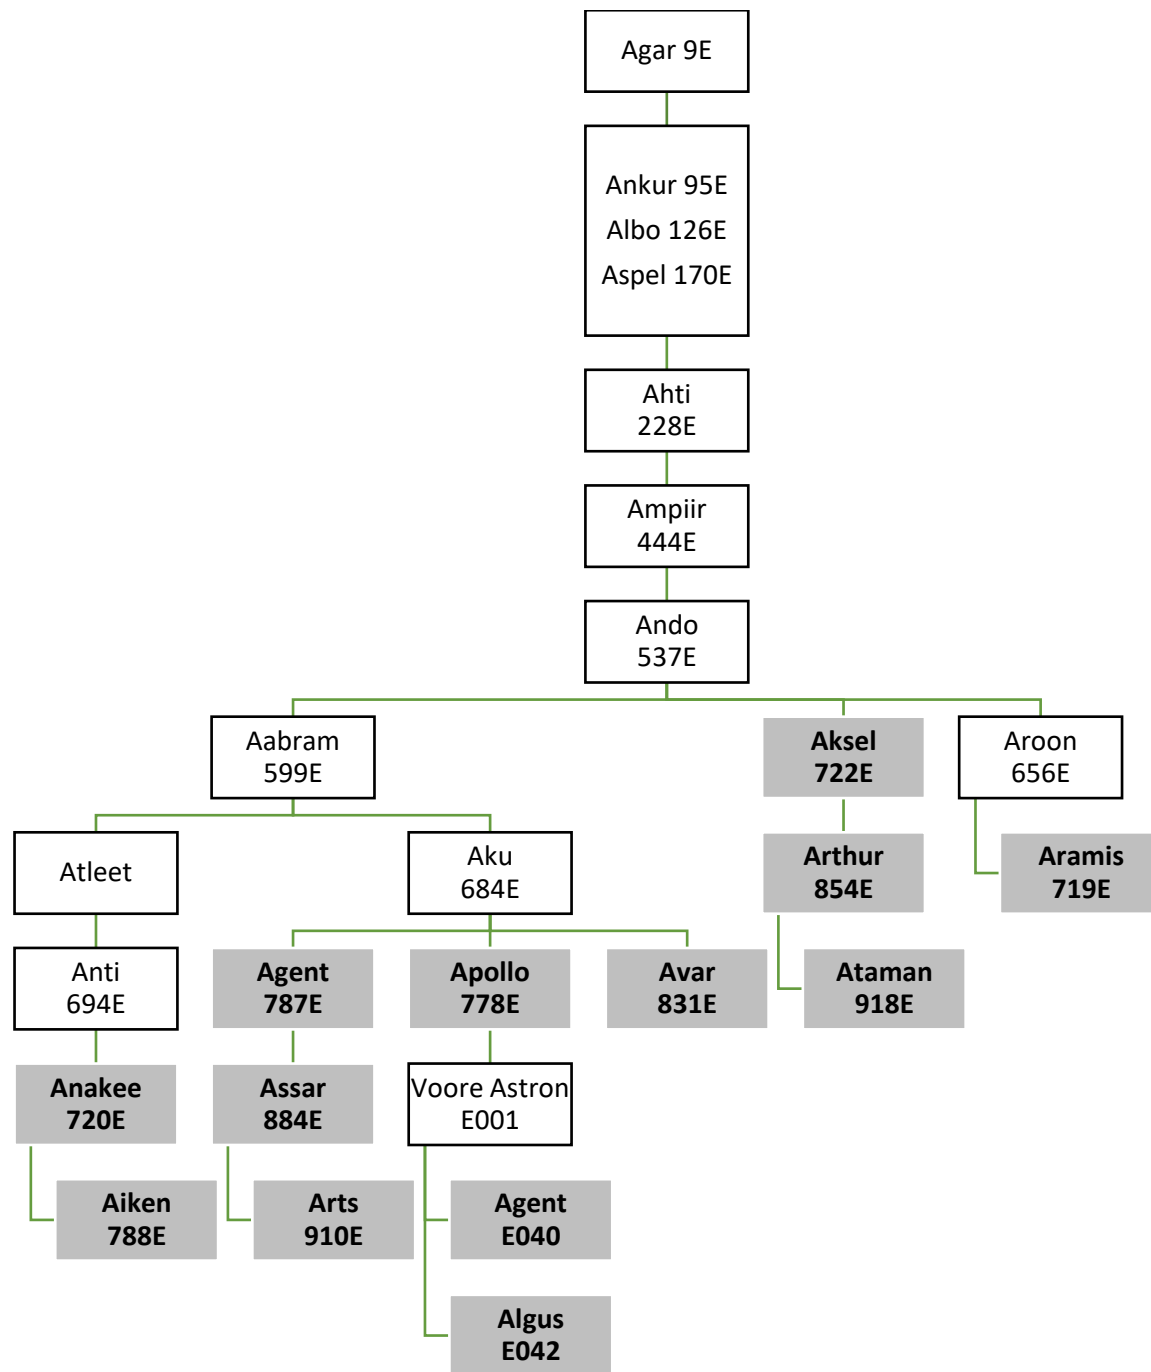 Agar 9E
Ankur 95E
Albo 126E
Aspel 170E
Ahti
228E
Ampiir
444E
Ando
537E
Aabram
599E
Aksel
722E
Aroon
656E
Atleet
Aku
684E
Arthur
854E
Aramis
719E
Anti
694E
Agent
787E
Apollo
778E
Avar
831E
Ataman
918E
Anakee
720E
Assar
884E
Voore Astron
E001
Aiken
788E
Arts
910E
Agent
E040
Algus
E042